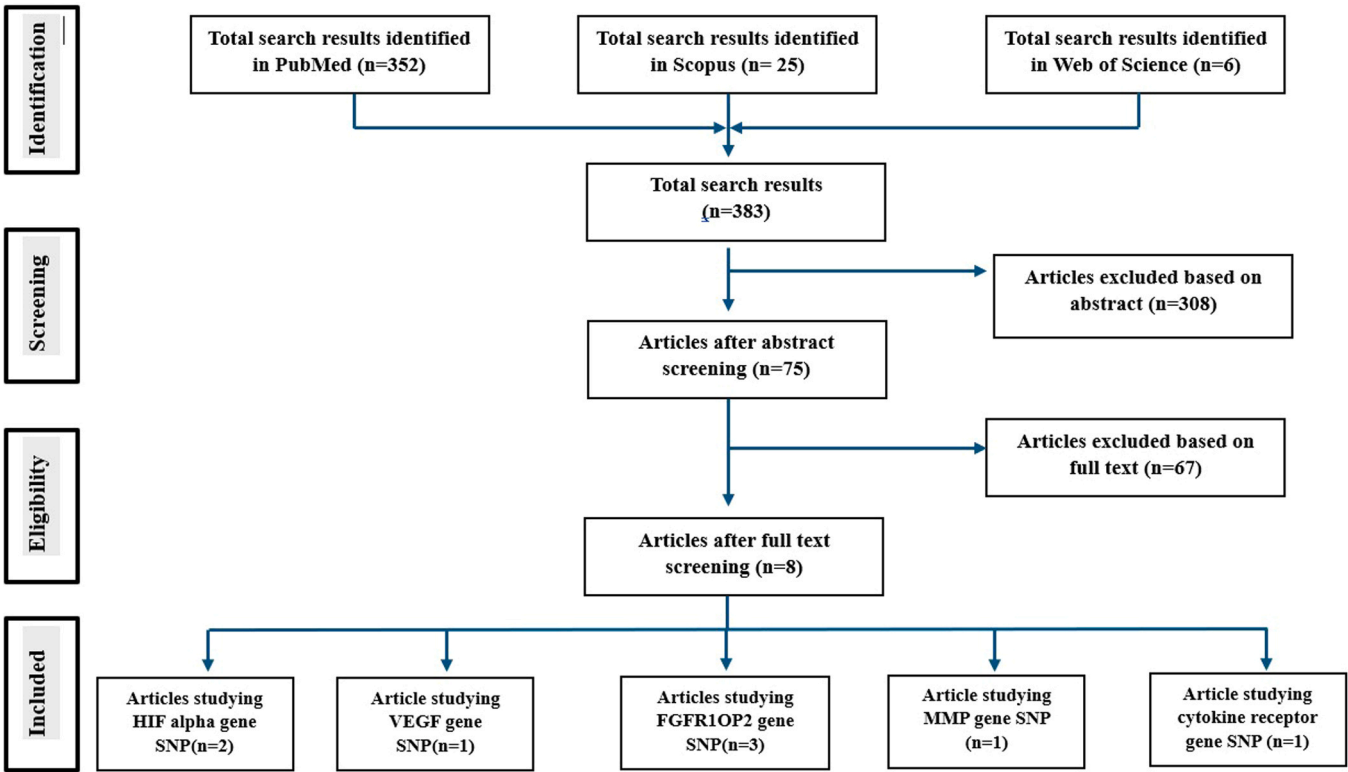 Identification
Total search results identified
in PubMed (n=352)
Total search results identified
in Scopus (n= 25)
Total search results identified
in Web of Science (n=6)
Total search results
(n=383)
Screening
Articles excluded based on
abstract (n=308)
Articles after abstract
screening (n=75)
Eligibility
Articles excluded based on
full text (n=67)
Articles after full text
screening (n=8)
Included
Articles studying
HIF alpha gene
SNP(n=2)
Article studying
VEGF gene
SNP(n=1)
Articles studying
FGFR1OP2 gene
SNP(n=3)
Article studying
MMP gene SNP
(n=1)
Article studying
cytokine receptor
gene SNP (n=1)